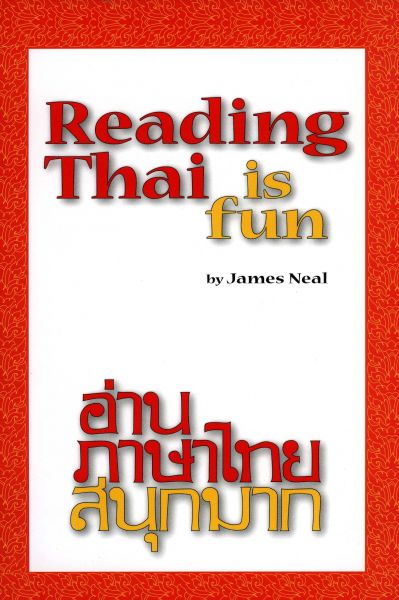 Reading
Thai is
fun
by James Neal
อ่าน
ภาษาไทย
สนุกมาก